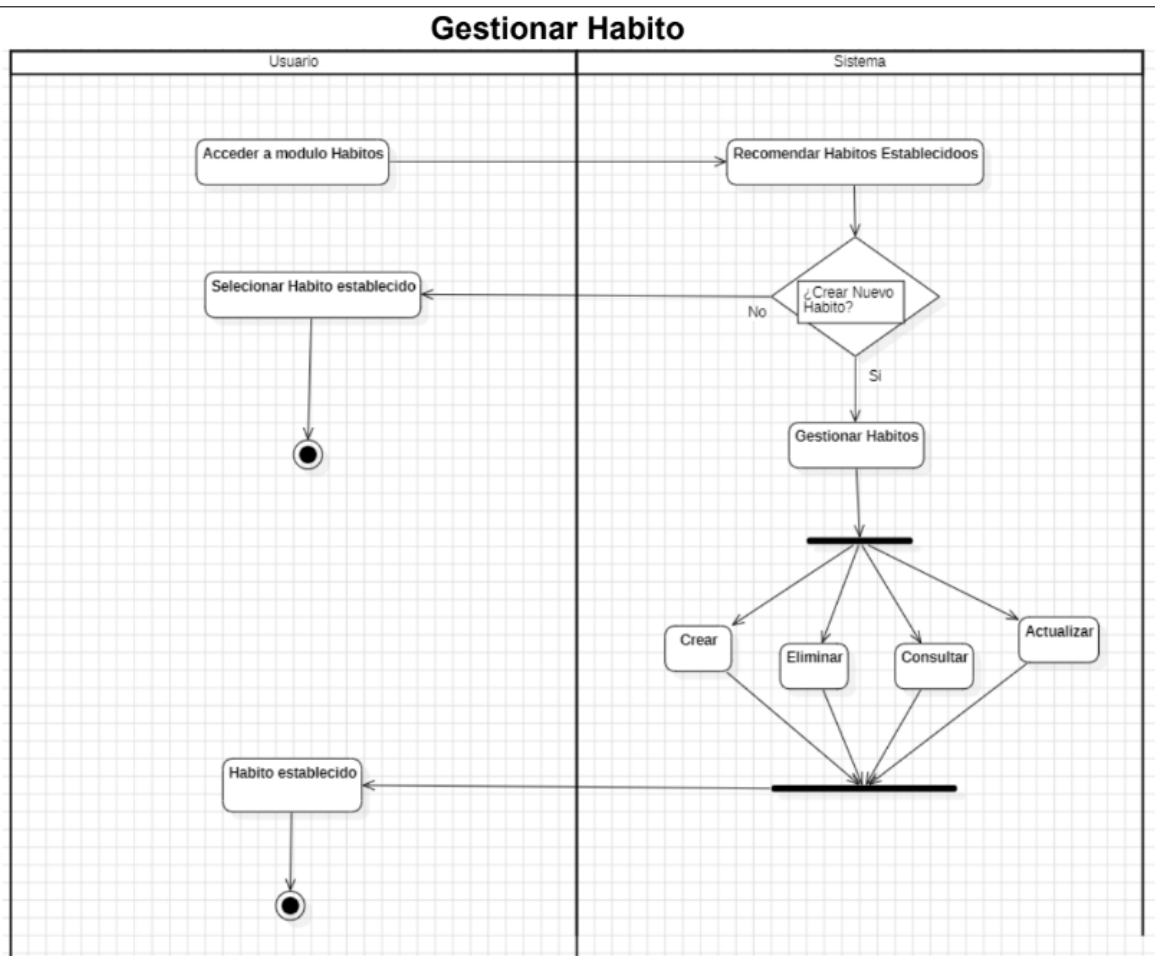 Gestionar Habito
Usuario
Sistema
Acceder a modulo Habitos
Recomendar Habitos Establecidoos
Selecionar Habito establecido
¿Crear Nuevo
Habito?
No
Si
Gestionar Habitos
Crear
Eliminar
Consultar
Actualizar
Habito establecido